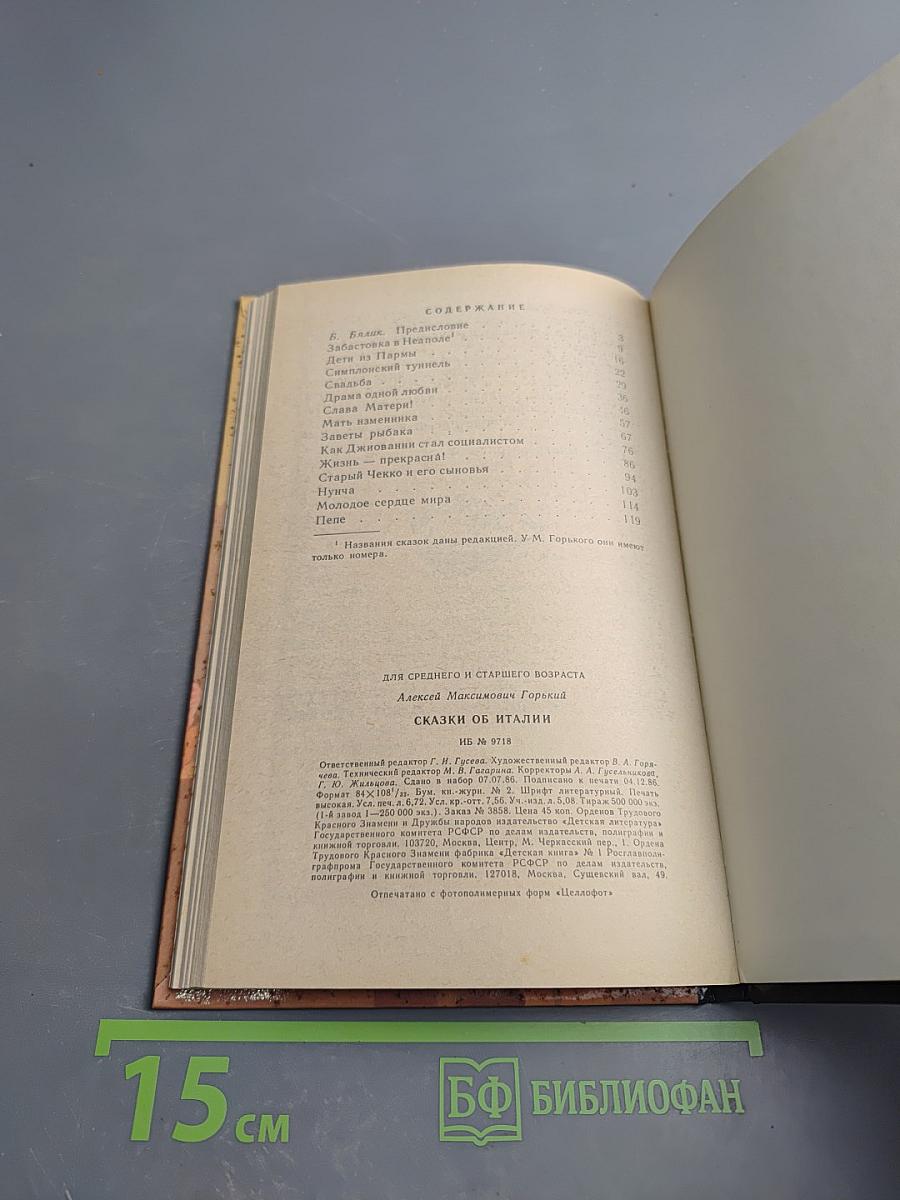 СОДЕРЖАНИЕ
Б. Бялик. Предисловие . . . 3
Забастовка в Неаполе¹ . . . 9
Дети из Пармы . . . 16
Симплонский туннель . . . 22
Свадьба . . . 29
Драма одной любви . . . 36
Слава Матери! . . . 46
Мать изменника . . . 57
Заветы рыбака . . . 67
Как Джиованни стал социалистом . . . 76
Жизнь — прекрасна! . . . 86
Старый Чекко и его сыновья . . . 94
Нунча . . . 103
Молодое сердце мира . . . 114
Пепе . . . 119
¹ Названия сказок даны редакцией. У М. Горького они имеют
только номера.
ДЛЯ СРЕДНЕГО И СТАРШЕГО ВОЗРАСТА
Алексей Максимович Горький
СКАЗКИ ОБ ИТАЛИИ
ИБ № 9718
Ответственный редактор Г. И. Гусева. Художественный редактор В. А. Горя-
чева. Технический редактор М. В. Гагарина. Корректоры А. А. Гусельникова,
Г. Ю. Жильцова. Сдано в набор 07.07.86. Подписано к печати 04.12.86.
Формат 84×108¹/₃₂. Бум. кн.-журн. № 2. Шрифт литературный. Печать
высокая. Усл. печ. л. 6,72. Усл. кр.-отт. 7,56. Уч.-изд. л. 5,08. Тираж 500 000 экз.
(1-й завод 1—250 000 экз.). Заказ № 3858. Цена 45 коп. Орденов Трудового
Красного Знамени и Дружбы народов издательство «Детская литература»
Государственного комитета РСФСР по делам издательств, полиграфии и
книжной торговли. 103720, Москва, Центр, М. Черкасский пер., 1. Ордена
Трудового Красного Знамени фабрика «Детская книга» № 1 Росглавполи-
графпрома Государственного комитета РСФСР по делам издательств,
полиграфии и книжной торговли. 127018, Москва, Сущевский вал, 49.
Отпечатано с фотополимерных форм «Целлофот»
15 см
БФ БИБЛИОФАН